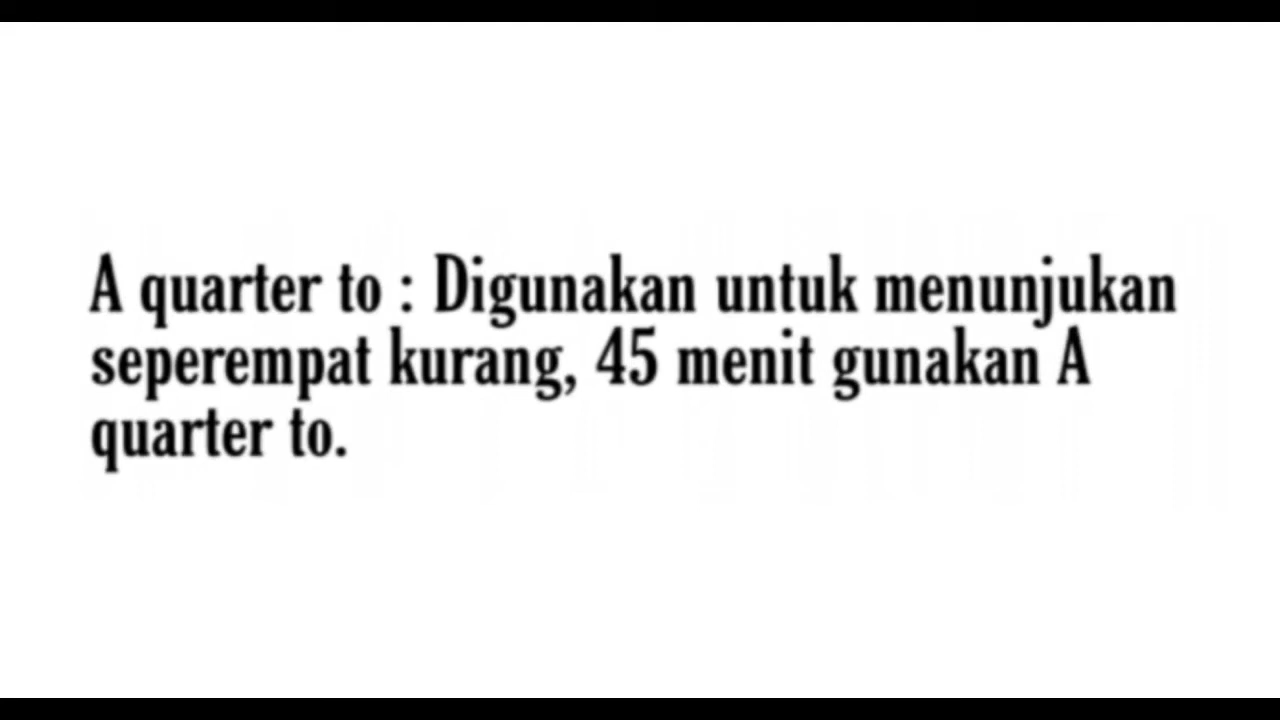 A quarter to : Digunakan untuk menunjukan
seperempat kurang, 45 menit gunakan A
quarter to.